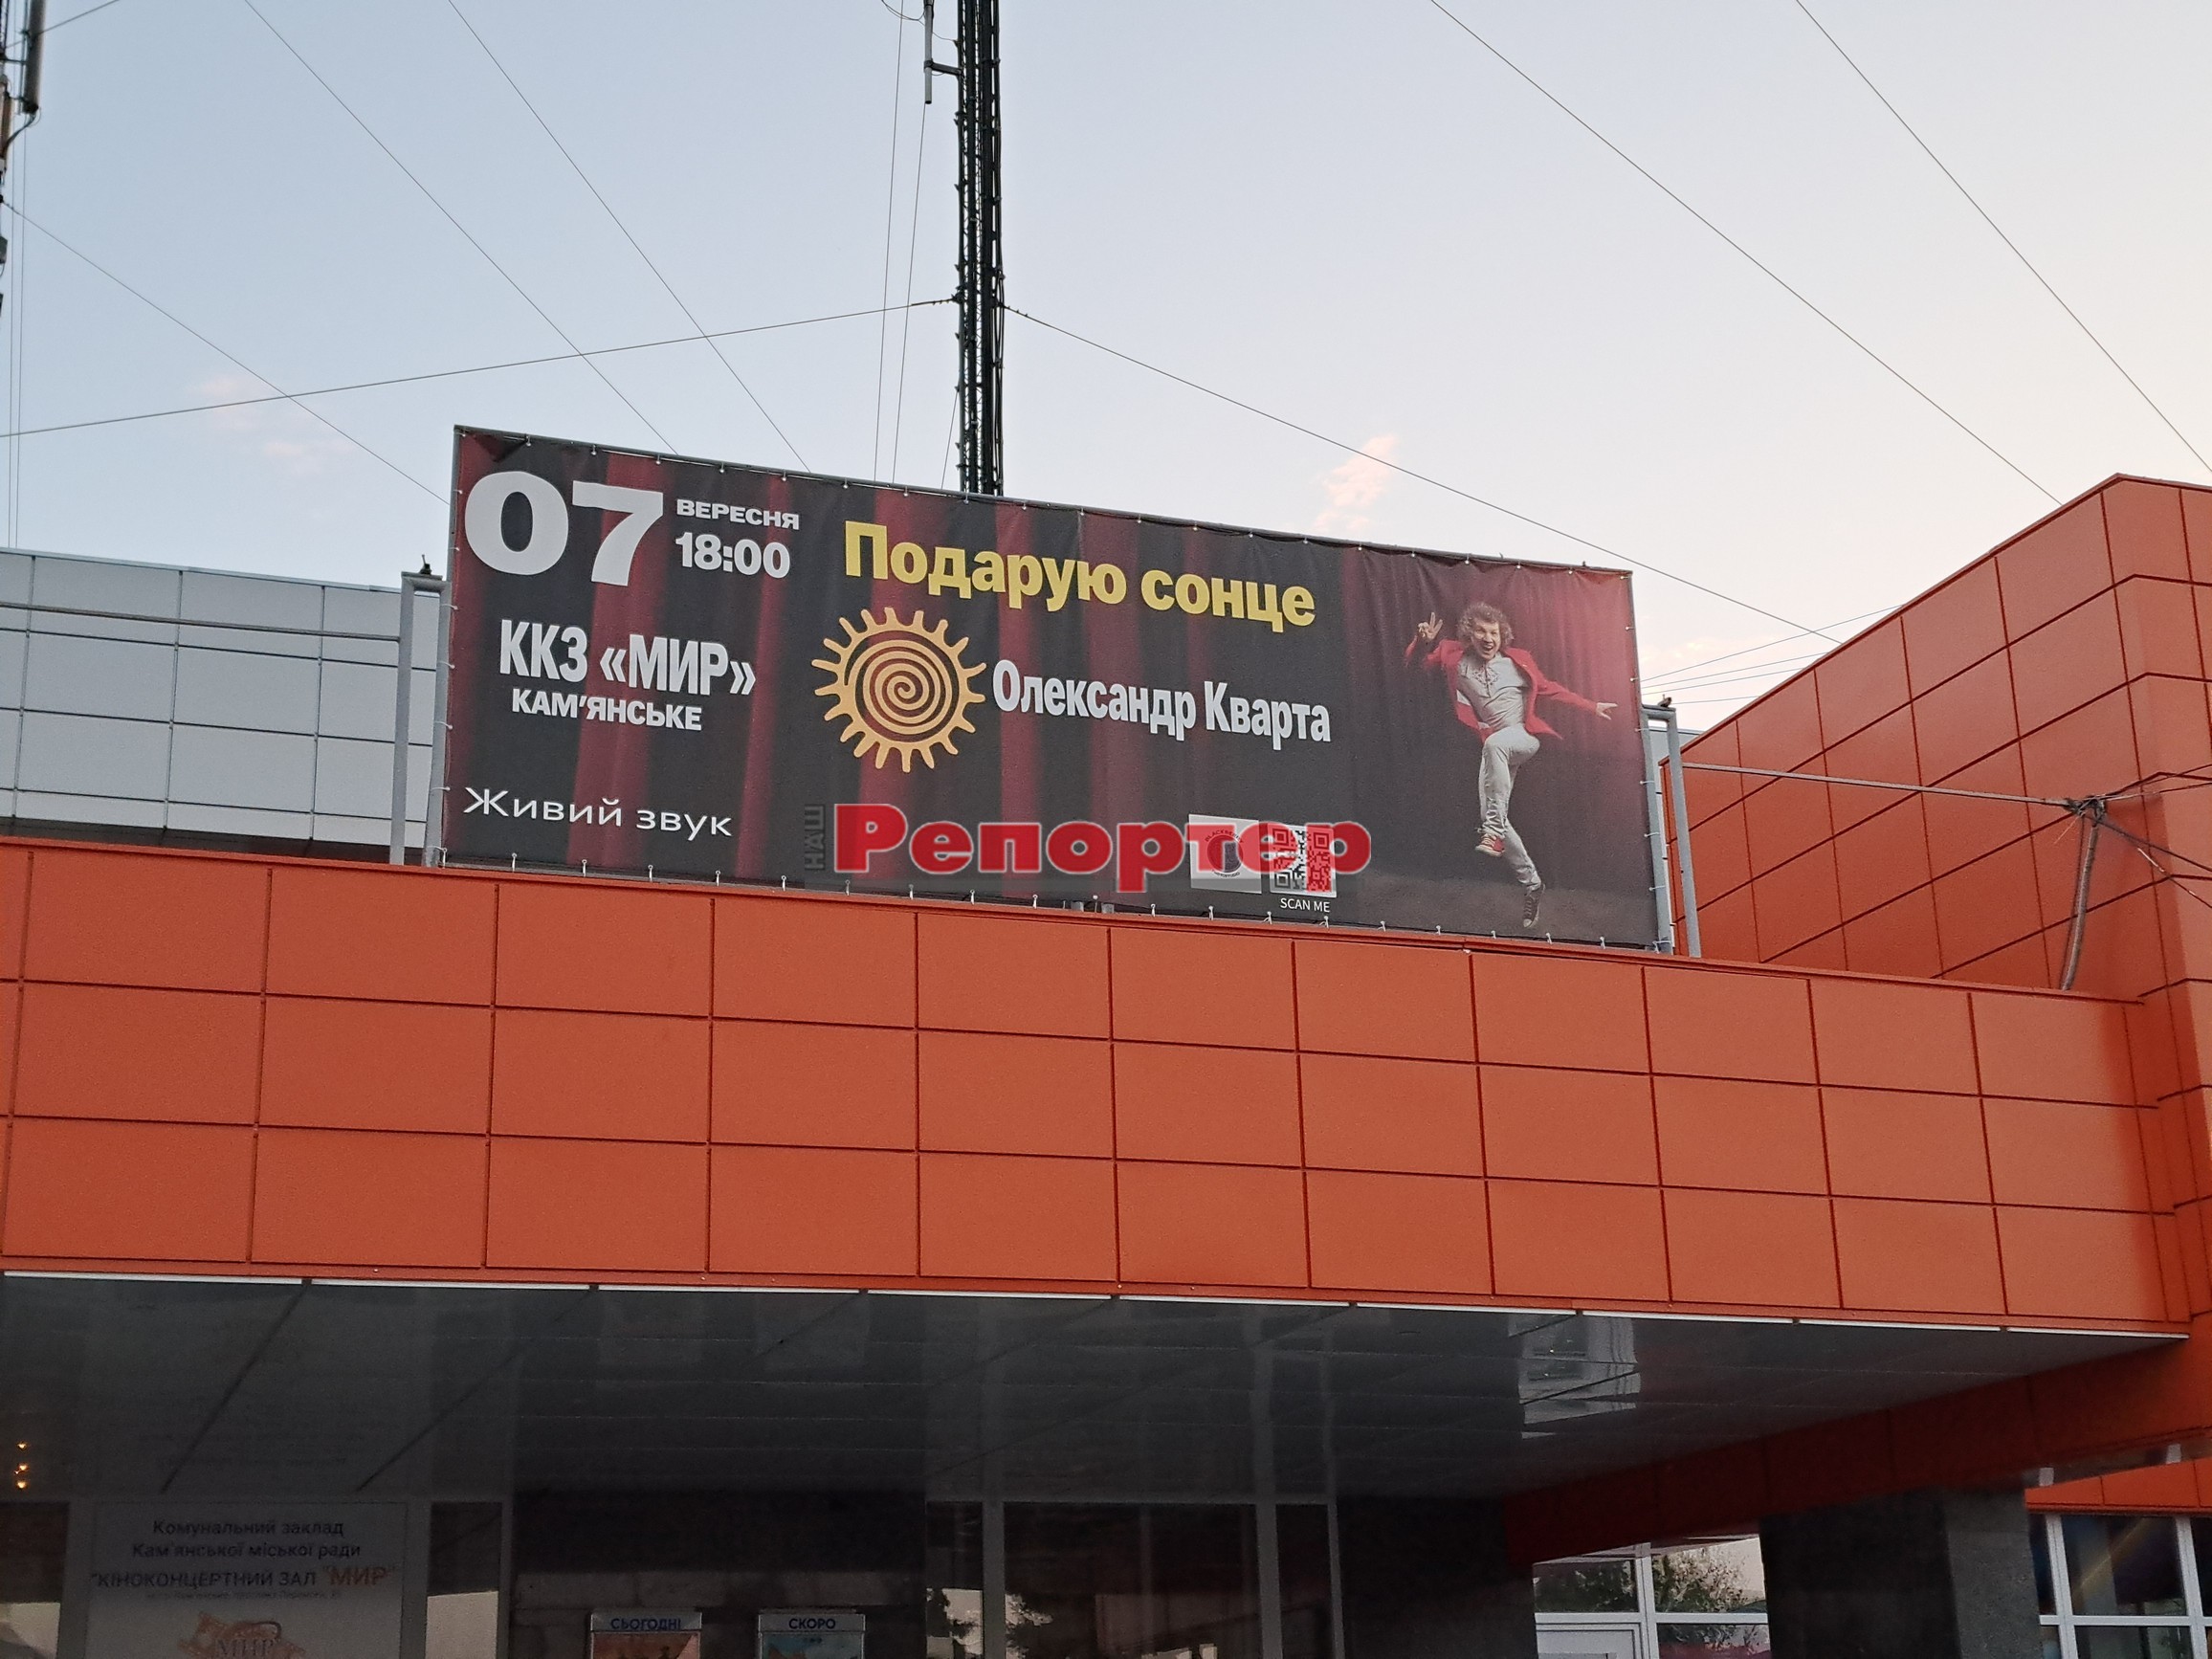 07
ВЕРЕСНЯ
18:00
ККЗ «МИР»
КАМ'ЯНСЬКЕ
Живий звук
Подарую сонце
Олександр Кварта
НАШ
Репортер
SCAN ME
Комунальний заклад
Кам'янської міської ради
"КІНОКОНЦЕРТНИЙ ЗАЛ "МИР"
МИР
СЬОГОДНІ
СКОРО